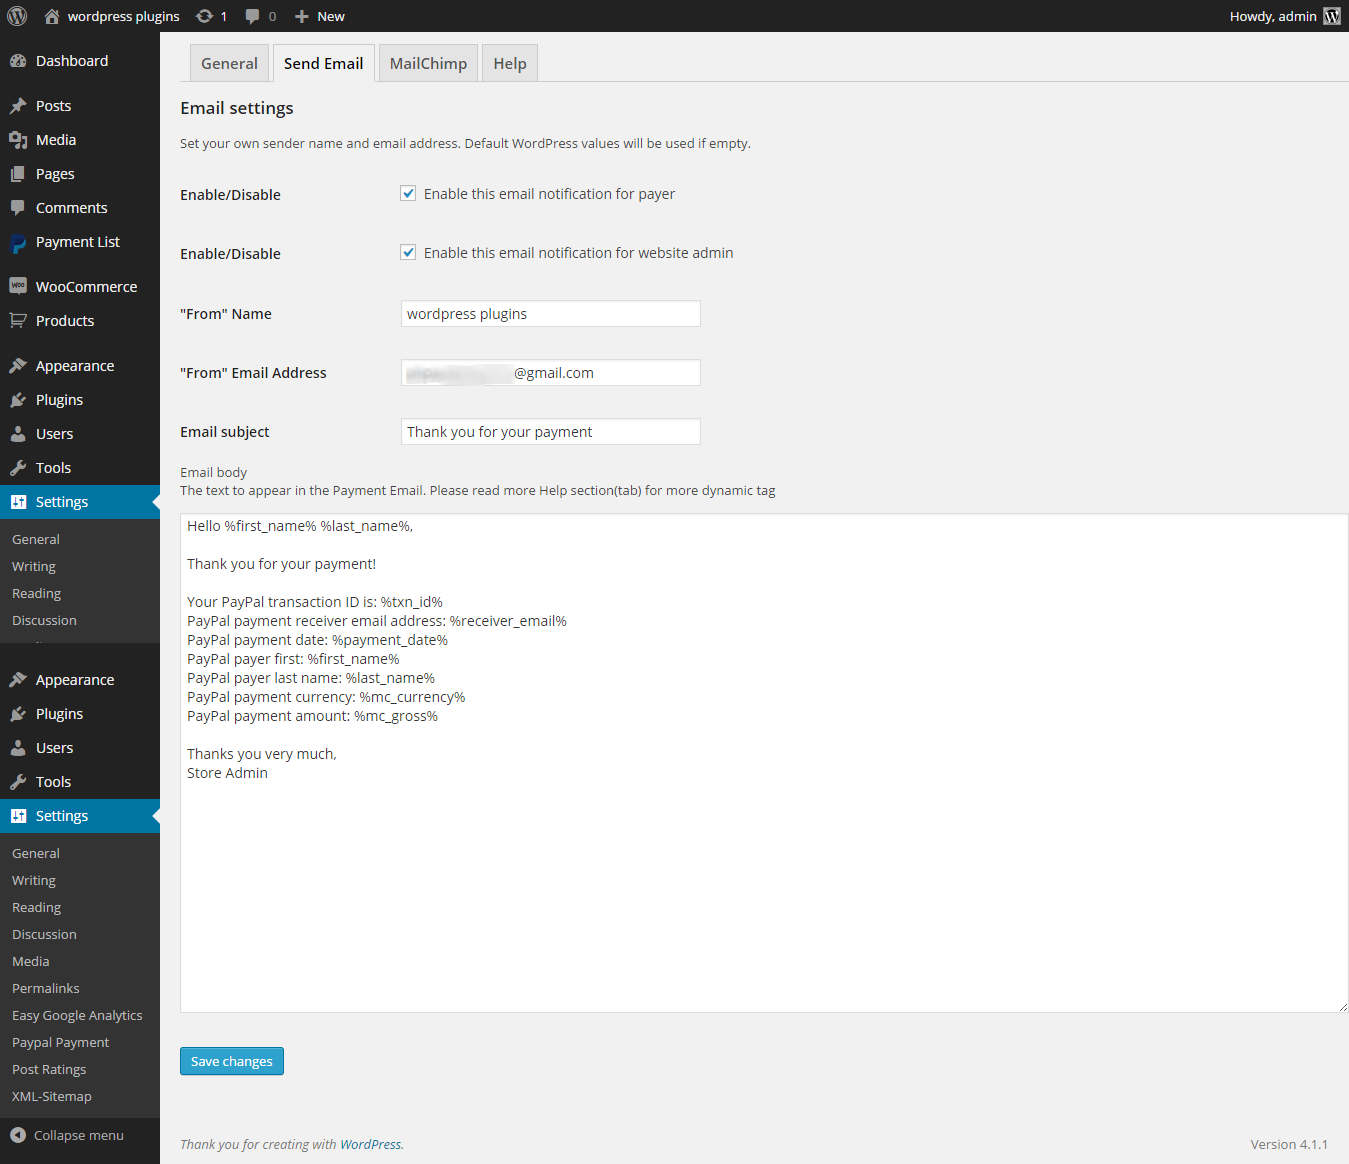 wordpress plugins 1 0 New Howdy, admin
Dashboard
Posts
Media
Pages
Comments
Payment List
WooCommerce
Products
Appearance
Plugins
Users
Tools
Settings
General
Writing
Reading
Discussion
Appearance
Plugins
Users
Tools
Settings
General
Writing
Reading
Discussion
Media
Permalinks
Easy Google Analytics
Paypal Payment
Post Ratings
XML-Sitemap
Collapse menu
General Send Email MailChimp Help
Email settings
Set your own sender name and email address. Default WordPress values will be used if empty.
Enable/Disable Enable this email notification for payer
Enable/Disable Enable this email notification for website admin
"From" Name wordpress plugins
"From" Email Address @gmail.com
Email subject Thank you for your payment
Email body
The text to appear in the Payment Email. Please read more Help section(tab) for more dynamic tag
Hello %first_name% %last_name%,
Thank you for your payment!
Your PayPal transaction ID is: %txn_id%
PayPal payment receiver email address: %receiver_email%
PayPal payment date: %payment_date%
PayPal payer first: %first_name%
PayPal payer last name: %last_name%
PayPal payment currency: %mc_currency%
PayPal payment amount: %mc_gross%
Thanks you very much,
Store Admin
Save changes
Thank you for creating with WordPress. Version 4.1.1